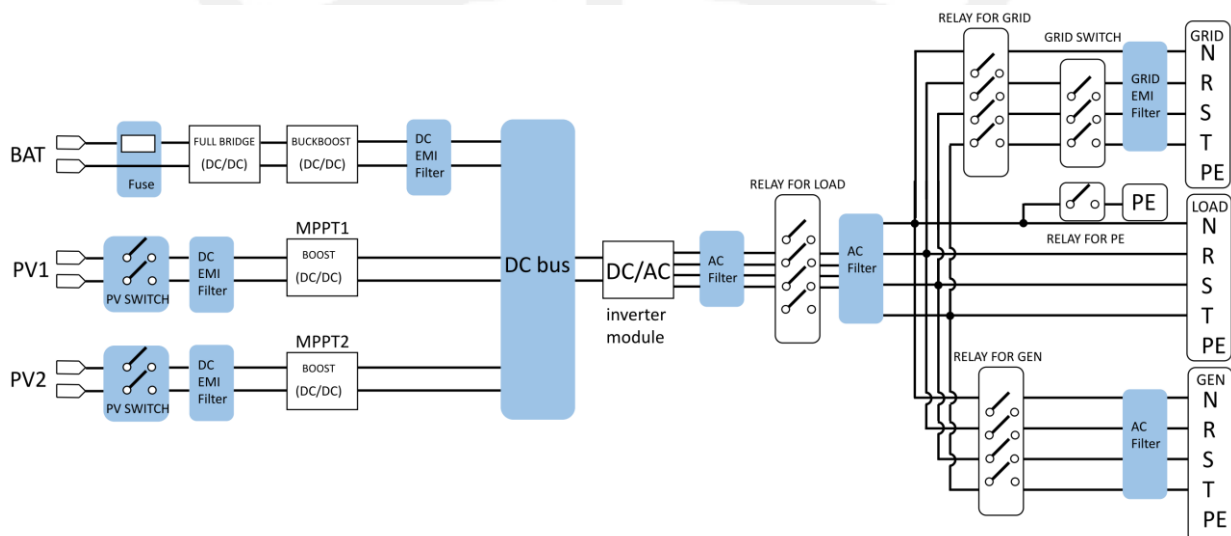 BAT
Fuse
FULL BRIDGE
(DC/DC)
BUCKBOOST
(DC/DC)
DC
EMI
Filter
PV1
PV SWITCH
DC
EMI
Filter
MPPT1
BOOST
(DC/DC)
PV2
PV SWITCH
DC
EMI
Filter
MPPT2
BOOST
(DC/DC)
DC bus
DC/AC
inverter
module
AC
Filter
RELAY FOR LOAD
AC
Filter
RELAY FOR GRID
GRID SWITCH
GRID
EMI
Filter
GRID
N
R
S
T
PE
PE
RELAY FOR PE
LOAD
N
R
S
T
PE
RELAY FOR GEN
AC
Filter
GEN
N
R
S
T
PE